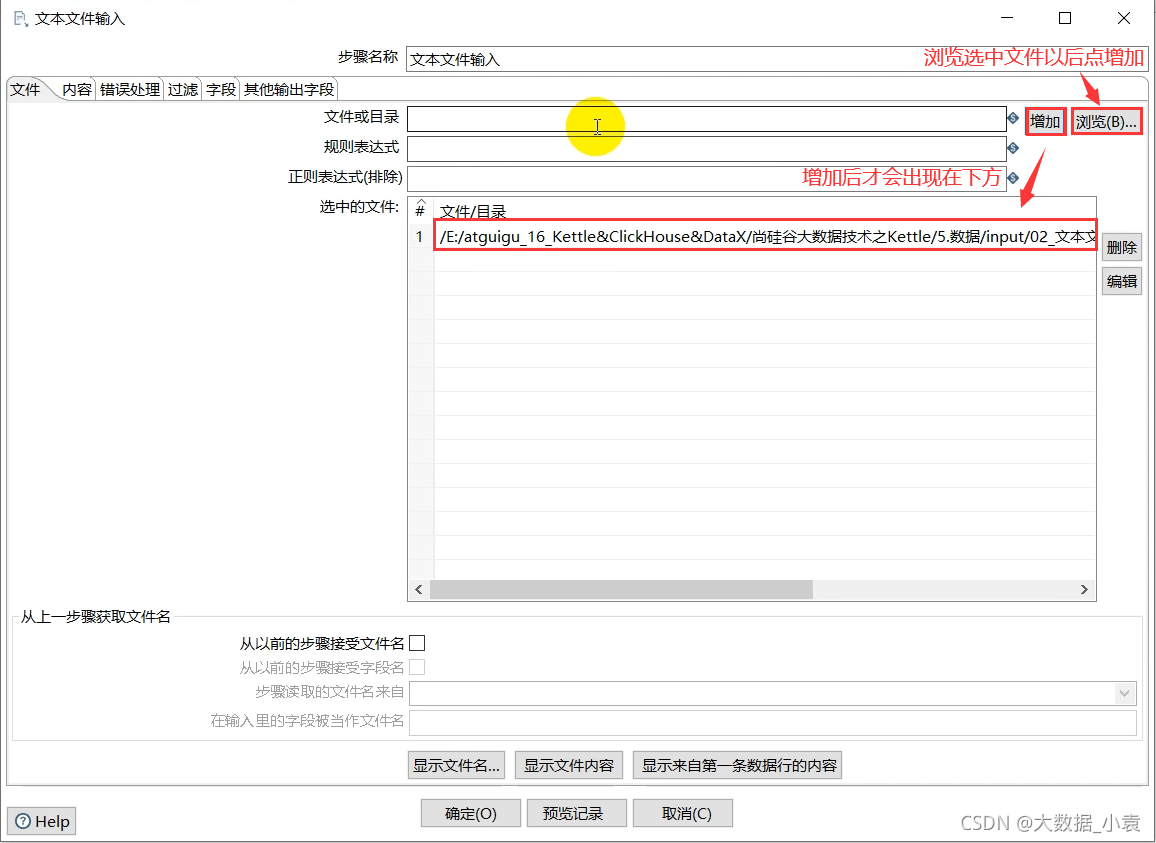 文本文件输入
步骤名称 文本文件输入
浏览选中文件以后点增加
文件 内容 错误处理 过滤 字段 其他输出字段
文件或目录 增加 浏览(B)...
规则表达式
正则表达式(排除) 增加后才会出现在下方
选中的文件: # 文件/目录
1 /E:/atguigu_16_Kettle&ClickHouse&DataX/尚硅谷大数据技术之Kettle/5.数据/input/02_文本文
删除
编辑
从上一步骤获取文件名
从以前的步骤接受文件名
从以前的步骤接受字段名
步骤读取的文件名来自
在输入里的字段被当作文件名
显示文件名... 显示文件内容 显示来自第一条数据行的内容
确定(O) 预览记录 取消(C)
Help
CSDN @大数据_小袁